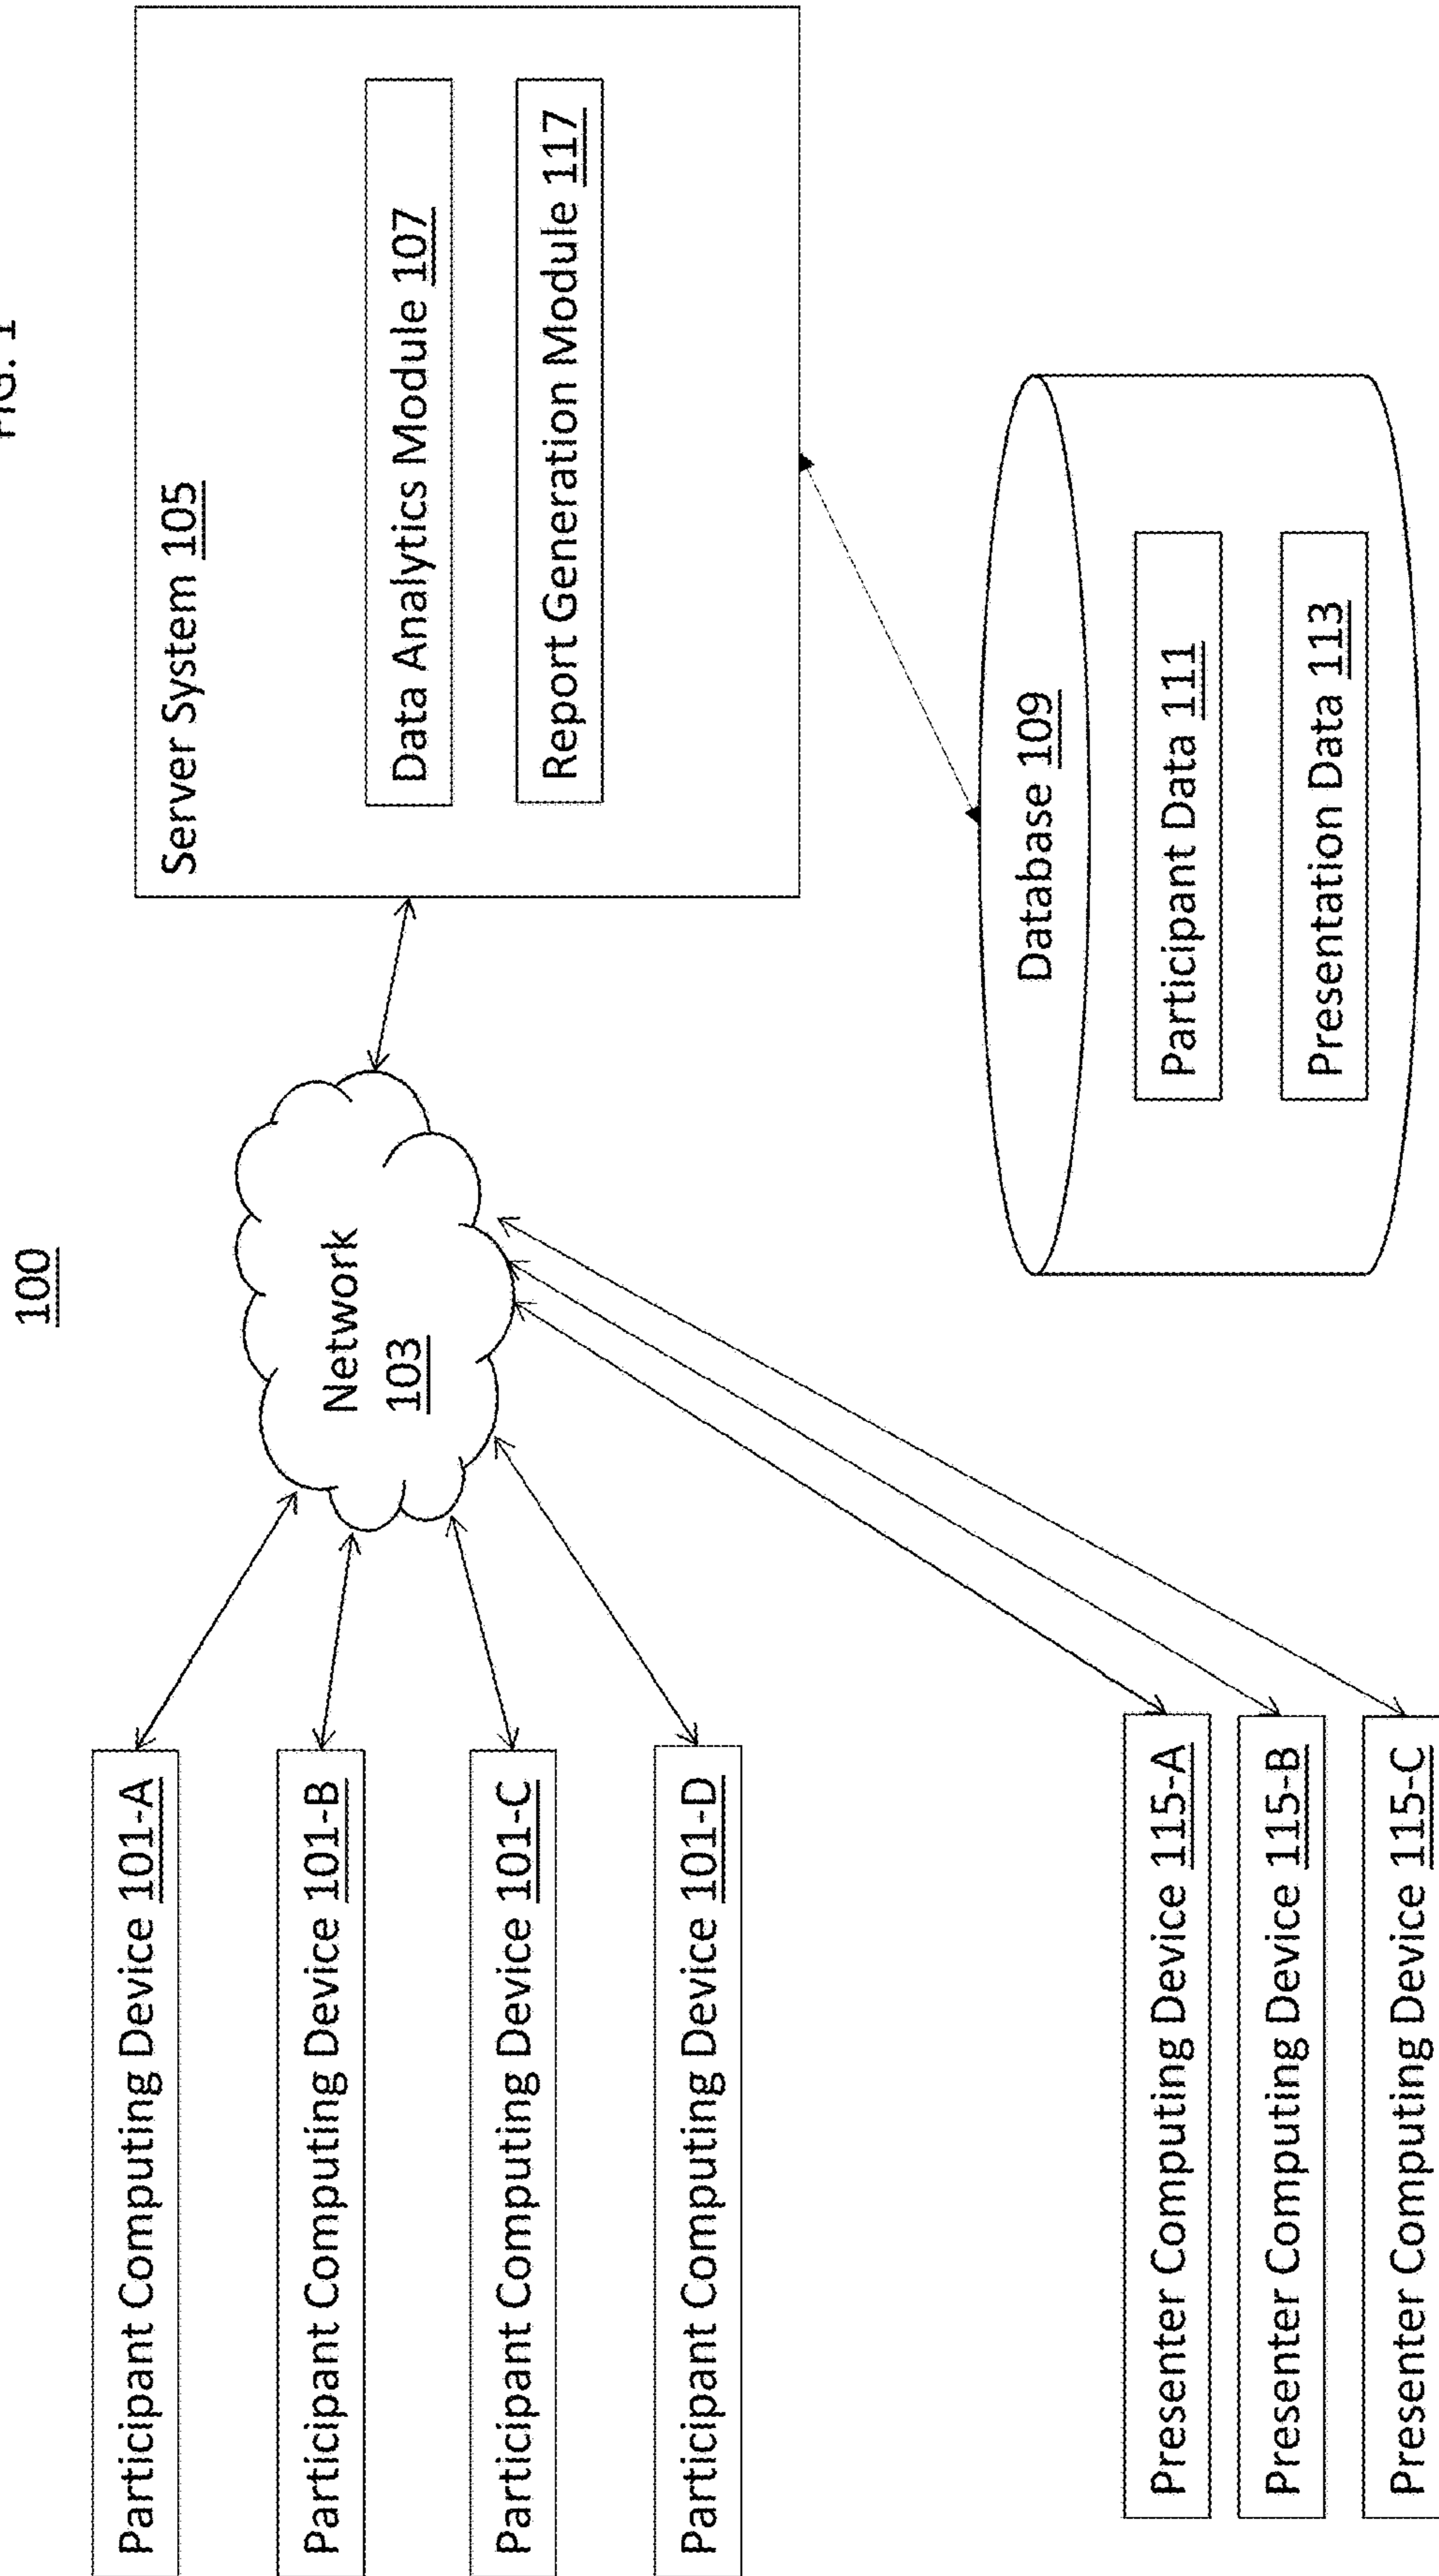 FIG. 1
100
Participant Computing Device 101-A
Participant Computing Device 101-B
Participant Computing Device 101-C
Participant Computing Device 101-D
Network
103
Server System 105
Data Analytics Module 107
Report Generation Module 117
Database 109
Participant Data 111
Presentation Data 113
Presenter Computing Device 115-A
Presenter Computing Device 115-B
Presenter Computing Device 115-C